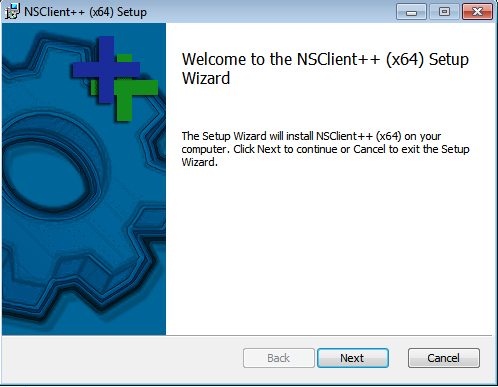 NSClient++ (x64) Setup
Welcome to the NSClient++ (x64) Setup
Wizard
The Setup Wizard will install NSClient++ (x64) on your
computer. Click Next to continue or Cancel to exit the Setup
Wizard.
Back Next Cancel